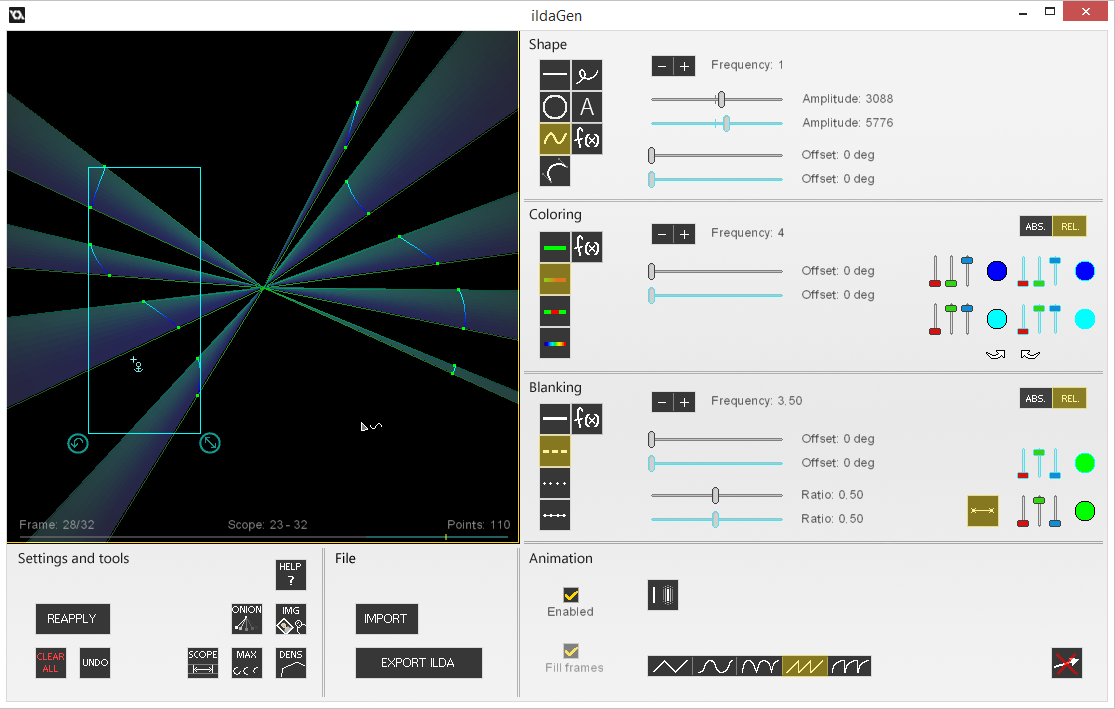 ildaGen
Shape
Frequency: 1
Amplitude: 3088
Amplitude: 5776
Offset: 0 deg
Offset: 0 deg
A
f(x)
Coloring
Frequency: 4
ABS. REL.
f(x)
Offset: 0 deg
Offset: 0 deg
Blanking
Frequency: 3.50
ABS. REL.
f(x)
Offset: 0 deg
Offset: 0 deg
Ratio: 0.50
Ratio: 0.50
Frame: 28/32 Scope: 23 - 32 Points: 110
Settings and tools
HELP
?
REAPPLY
ONION
IMG
CLEAR
ALL
UNDO
SCOPE
MAX
DENS
File
IMPORT
EXPORT ILDA
Animation
Enabled
Fill frames